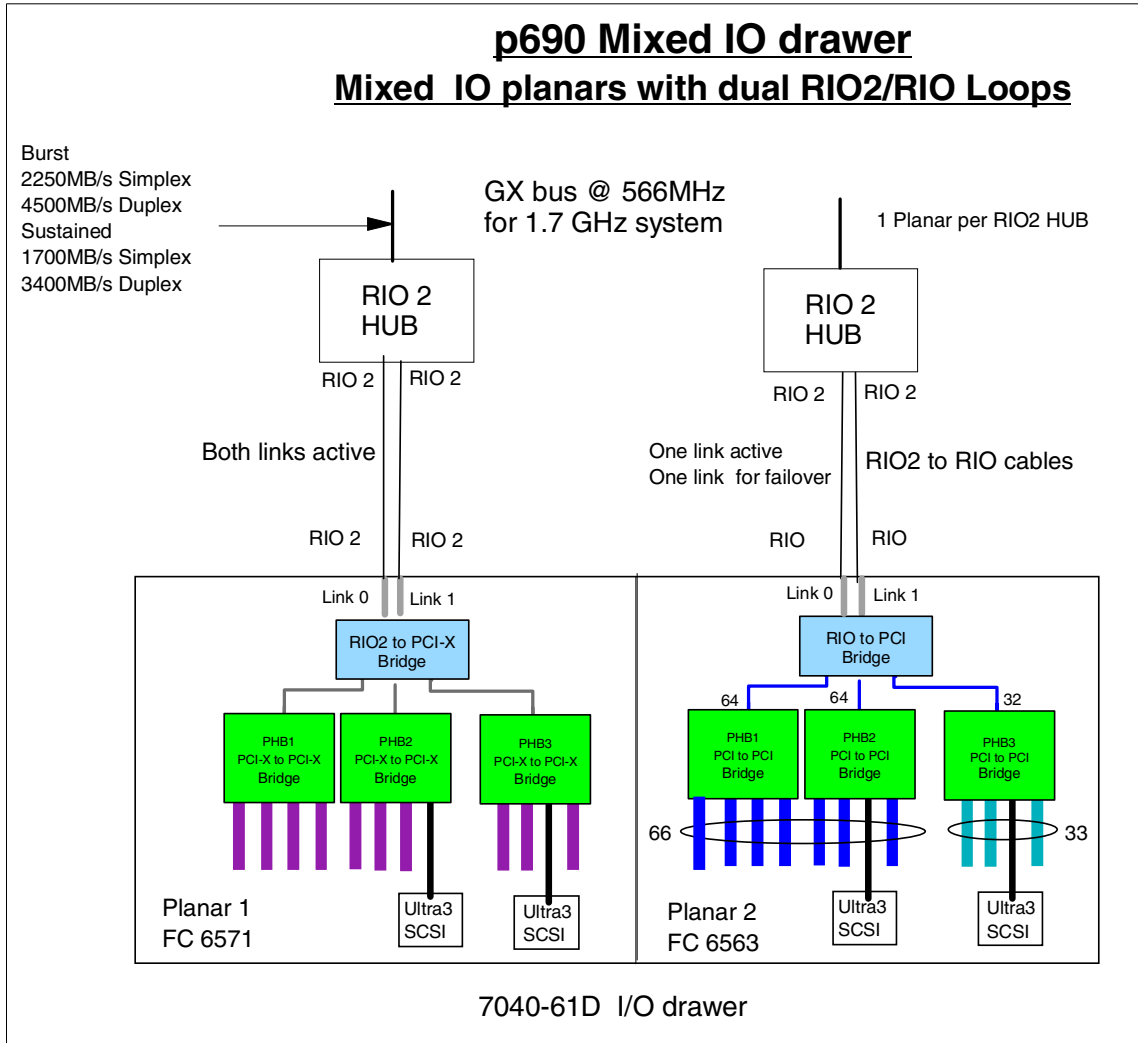 p690 Mixed IO drawer
Mixed IO planars with dual RIO2/RIO Loops
Burst
2250MB/s Simplex
4500MB/s Duplex
Sustained
1700MB/s Simplex
3400MB/s Duplex
GX bus @ 566MHz
for 1.7 GHz system
1 Planar per RIO2 HUB
RIO 2
HUB
RIO 2
HUB
RIO 2
RIO 2
RIO 2
RIO 2
Both links active
One link active
One link for failover
RIO2 to RIO cables
RIO 2
RIO 2
RIO
RIO
Link 0
Link 1
Link 0
Link 1
RIO2 to PCI-X
Bridge
RIO to PCI
Bridge
64
64
32
PHB1
PCI-X to PCI-X
Bridge
PHB2
PCI-X to PCI-X
Bridge
PHB3
PCI-X to PCI-X
Bridge
PHB1
PCI to PCI
Bridge
PHB2
PCI to PCI
Bridge
PHB3
PCI to PCI
Bridge
66
33
Planar 1
FC 6571
Ultra3
SCSI
Ultra3
SCSI
Planar 2
FC 6563
Ultra3
SCSI
Ultra3
SCSI
7040-61D I/O drawer